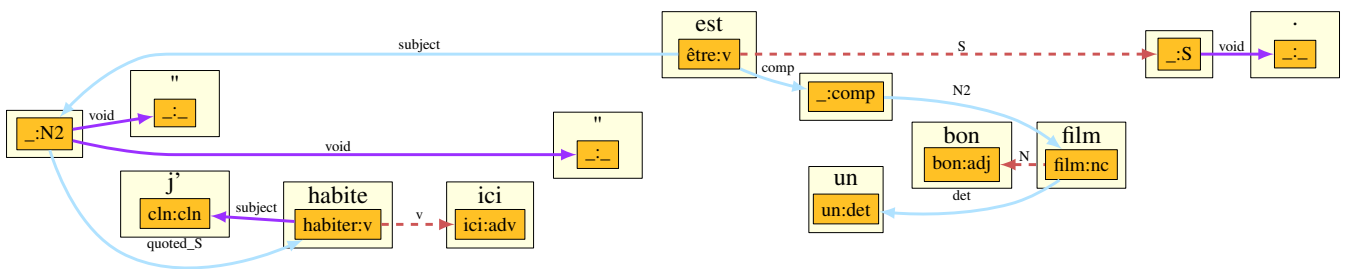 est
être:v
subject
S
_:S
void
.
_:_
comp
_:comp
N2
"
_:_
void
_:N2
void
"
_:_
bon
bon:adj
N
film
film:nc
det
un
un:det
j'
cln:cln
subject
habite
habiter:v
v
ici
ici:adv
quoted_S